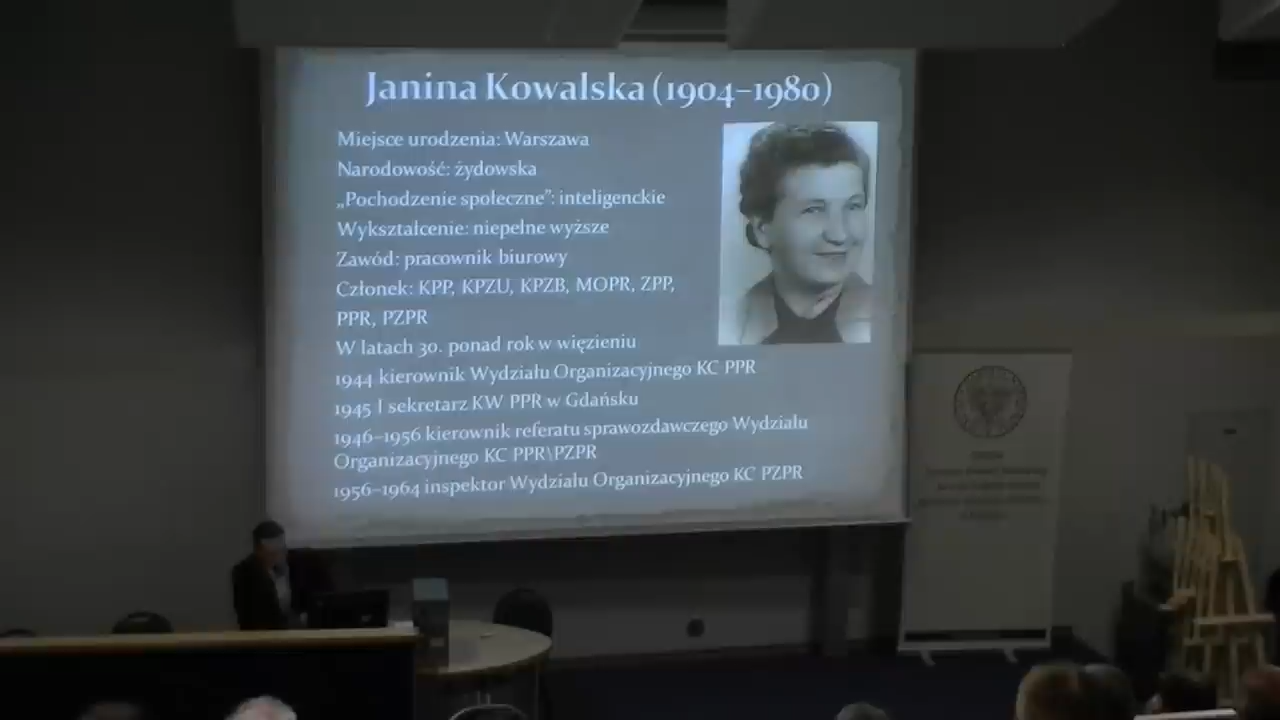 Janina Kowalska (1904–1980)
Miejsce urodzenia: Warszawa
Narodowość: żydowska
„Pochodzenie społeczne”: inteligenckie
Wykształcenie: niepełne wyższe
Zawód: pracownik biurowy
Członek: KPP, KPZU, KPZB, MOPR, ZPP,
PPR, PZPR
W latach 30. ponad rok w więzieniu
1944 kierownik Wydziału Organizacyjnego KC PPR
1945 I sekretarz KW PPR w Gdańsku
1946–1956 kierownik referatu sprawozdawczego Wydziału
Organizacyjnego KC PPR\PZPR
1956–1964 inspektor Wydziału Organizacyjnego KC PZPR